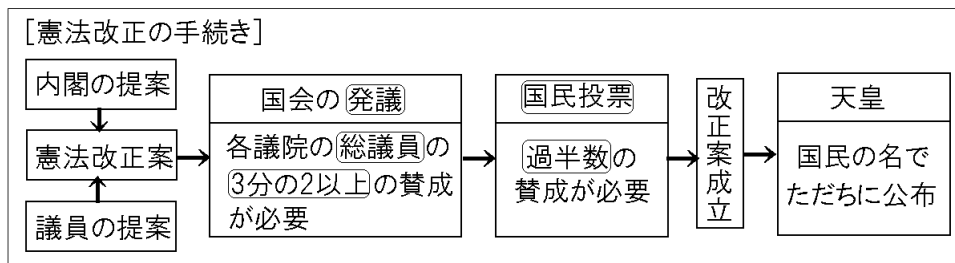 [憲法改正の手続き]
内閣の提案
憲法改正案
議員の提案
国会の発議
各議院の総議員の
3分の2以上の賛成
が必要
国民投票
過半数の
賛成が必要
改正案成立
天皇
国民の名で
ただちに公布